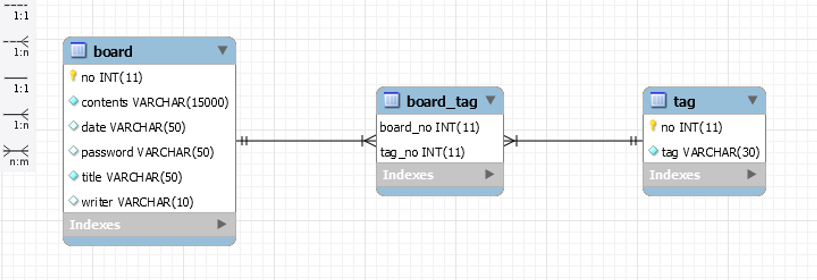 1:1
1:n
1:1
1:n
n:m
board
no INT(11)
contents VARCHAR(15000)
date VARCHAR(50)
password VARCHAR(50)
title VARCHAR(50)
writer VARCHAR(10)
Indexes
board_tag
board_no INT(11)
tag_no INT(11)
Indexes
tag
no INT(11)
tag VARCHAR(30)
Indexes